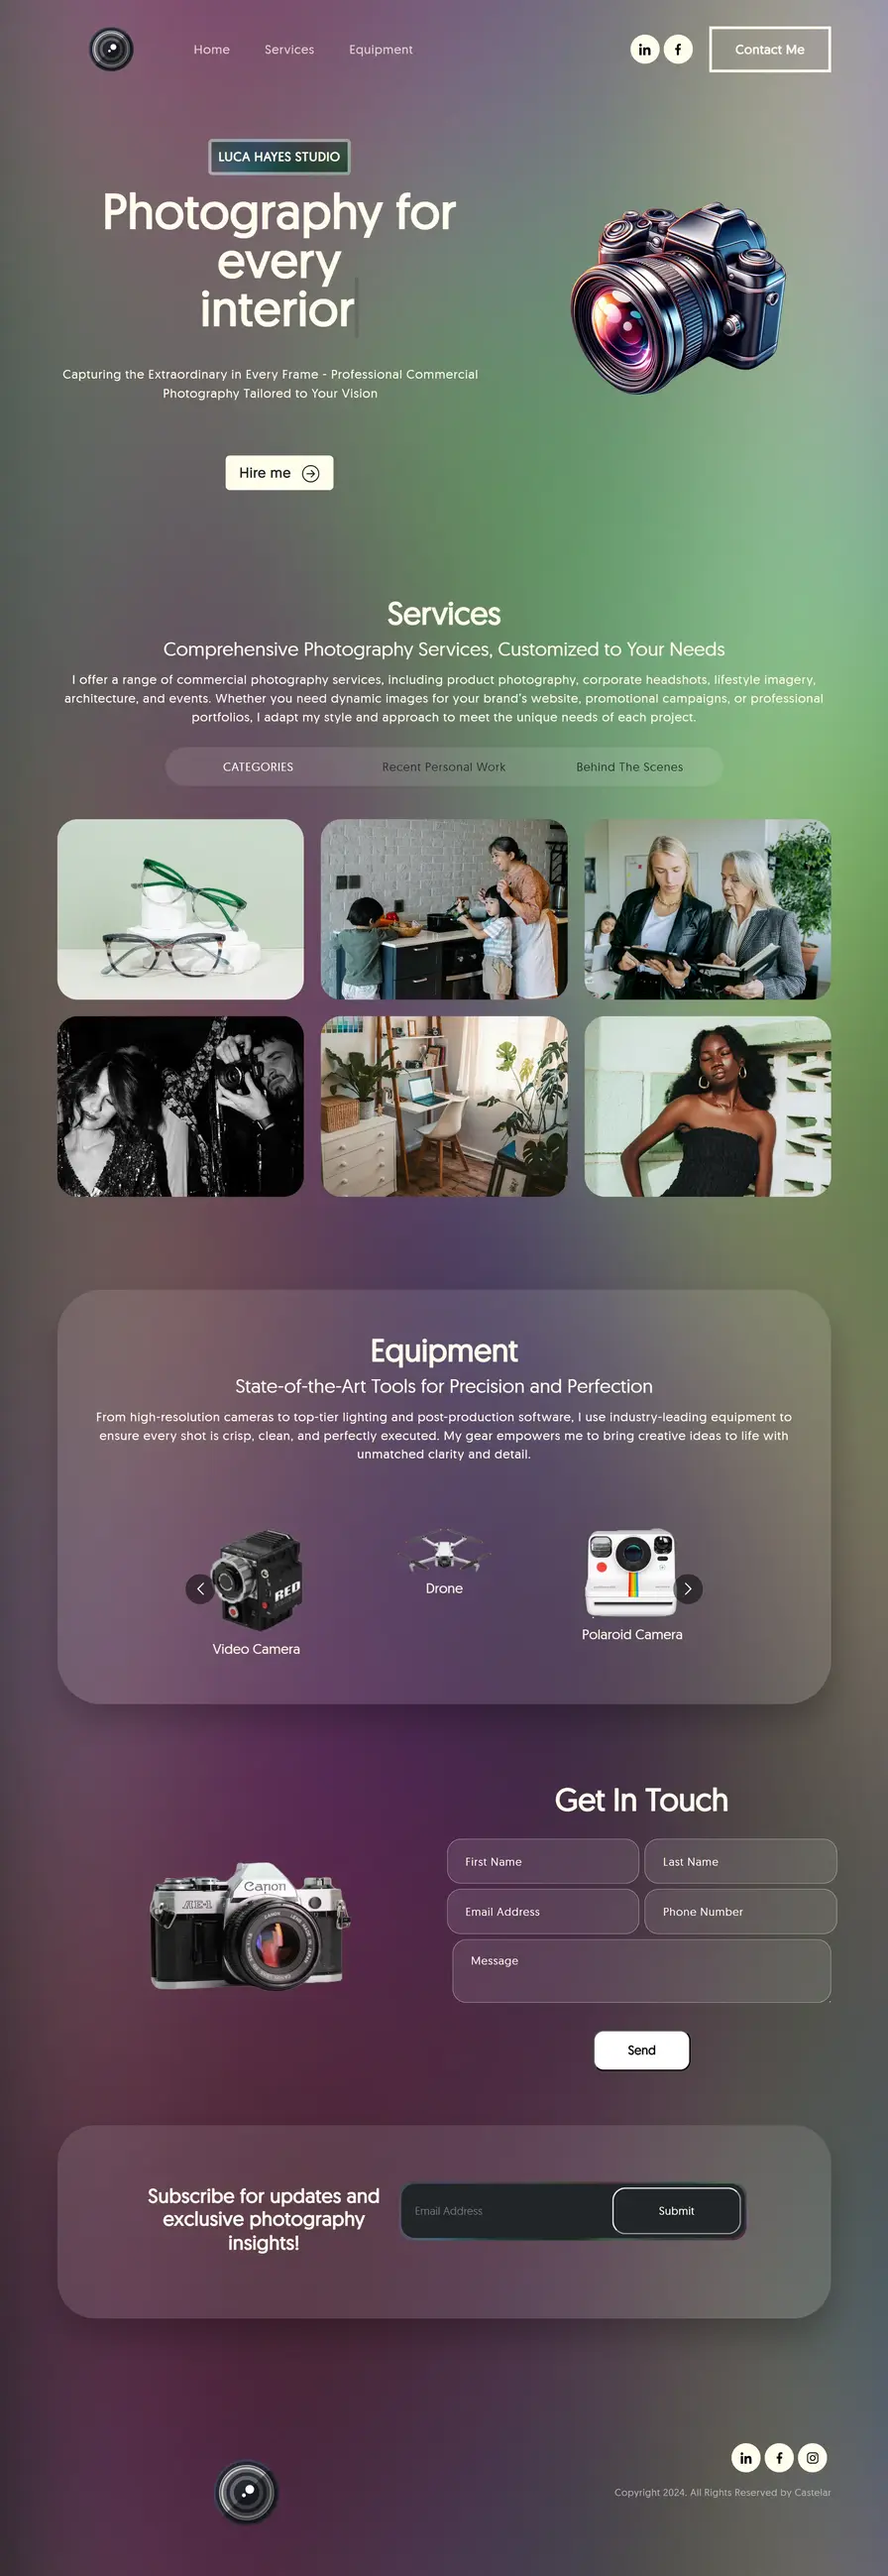 Home
Services
Equipment
Contact Me
LUCA HAYES STUDIO
Photography for
every
interior
Capturing the Extraordinary in Every Frame - Professional Commercial
Photography Tailored to Your Vision
Hire me
Services
Comprehensive Photography Services, Customized to Your Needs
I offer a range of commercial photography services, including product photography, corporate headshots, lifestyle imagery,
architecture, and events. Whether you need dynamic images for your brand's website, promotional campaigns, or professional
portfolios, I adapt my style and approach to meet the unique needs of each project.
CATEGORIES
Recent Personal Work
Behind The Scenes
Equipment
State-of-the-Art Tools for Precision and Perfection
From high-resolution cameras to top-tier lighting and post-production software, I use industry-leading equipment to
ensure every shot is crisp, clean, and perfectly executed. My gear empowers me to bring creative ideas to life with
unmatched clarity and detail.
RED
Video Camera
Drone
Polaroid Camera
Get In Touch
First Name
Last Name
Email Address
Phone Number
Message
Canon
AE-1
Send
Subscribe for updates and
exclusive photography
insights!
Email Address
Submit
Copyright 2024. All Rights Reserved by Castelar